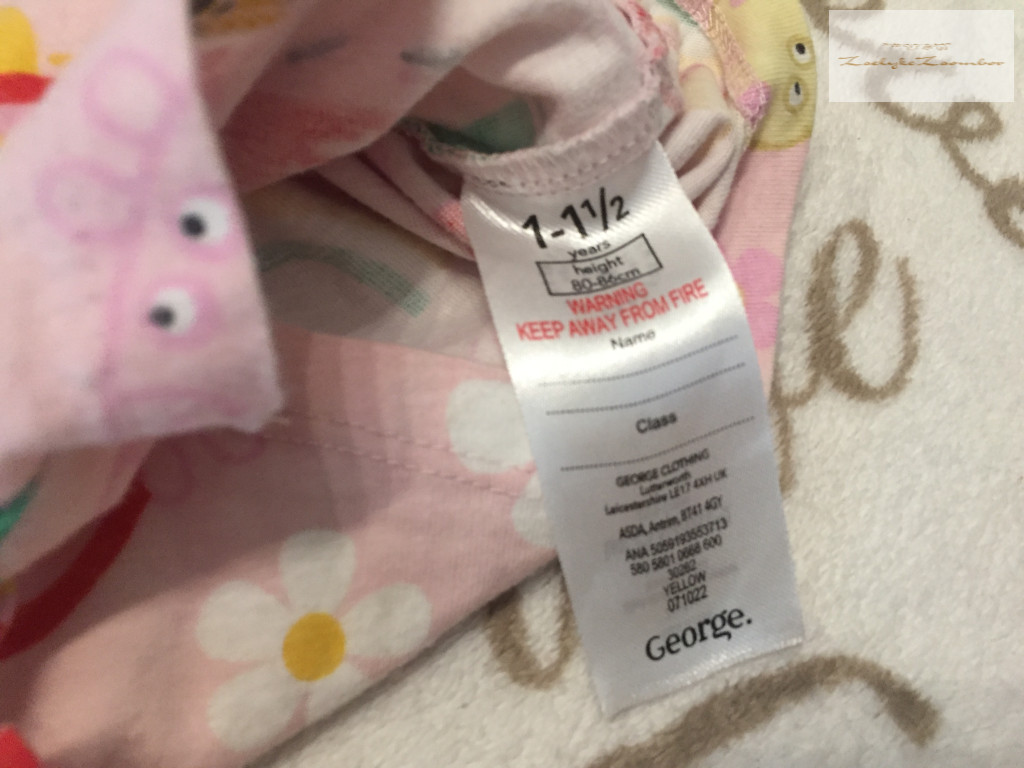 1-1½
years
height
80-86cm
WARNING
KEEP AWAY FROM FIRE
Name
Class
GEORGE CLOTHING
Lutterworth
Leicestershire LE17 4XH UK
ASDA, Antrim, BT41 4GY
ANA 5059193553713
580 5801 0666 600
30262
YELLOW
071022
George.